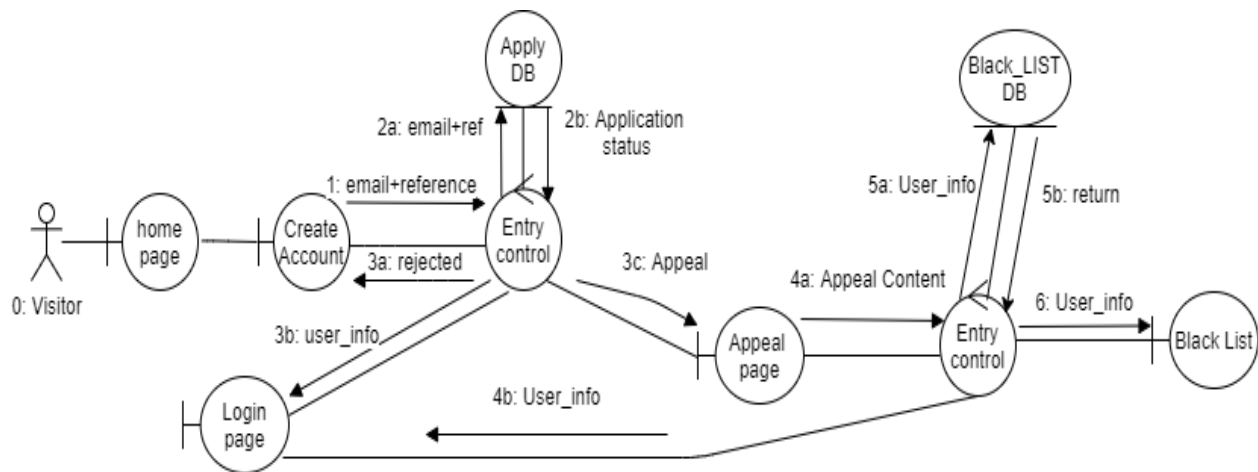 Apply
DB
Black_LIST
DB
2a: email+ref
2b: Application
status
1: email+reference
5a: User_info
5b: return
home
page
Create
Account
Entry
control
3a: rejected
3c: Appeal
4a: Appeal Content
6: User_info
0: Visitor
3b: user_info
Appeal
page
Entry
control
Black List
4b: User_info
Login
page